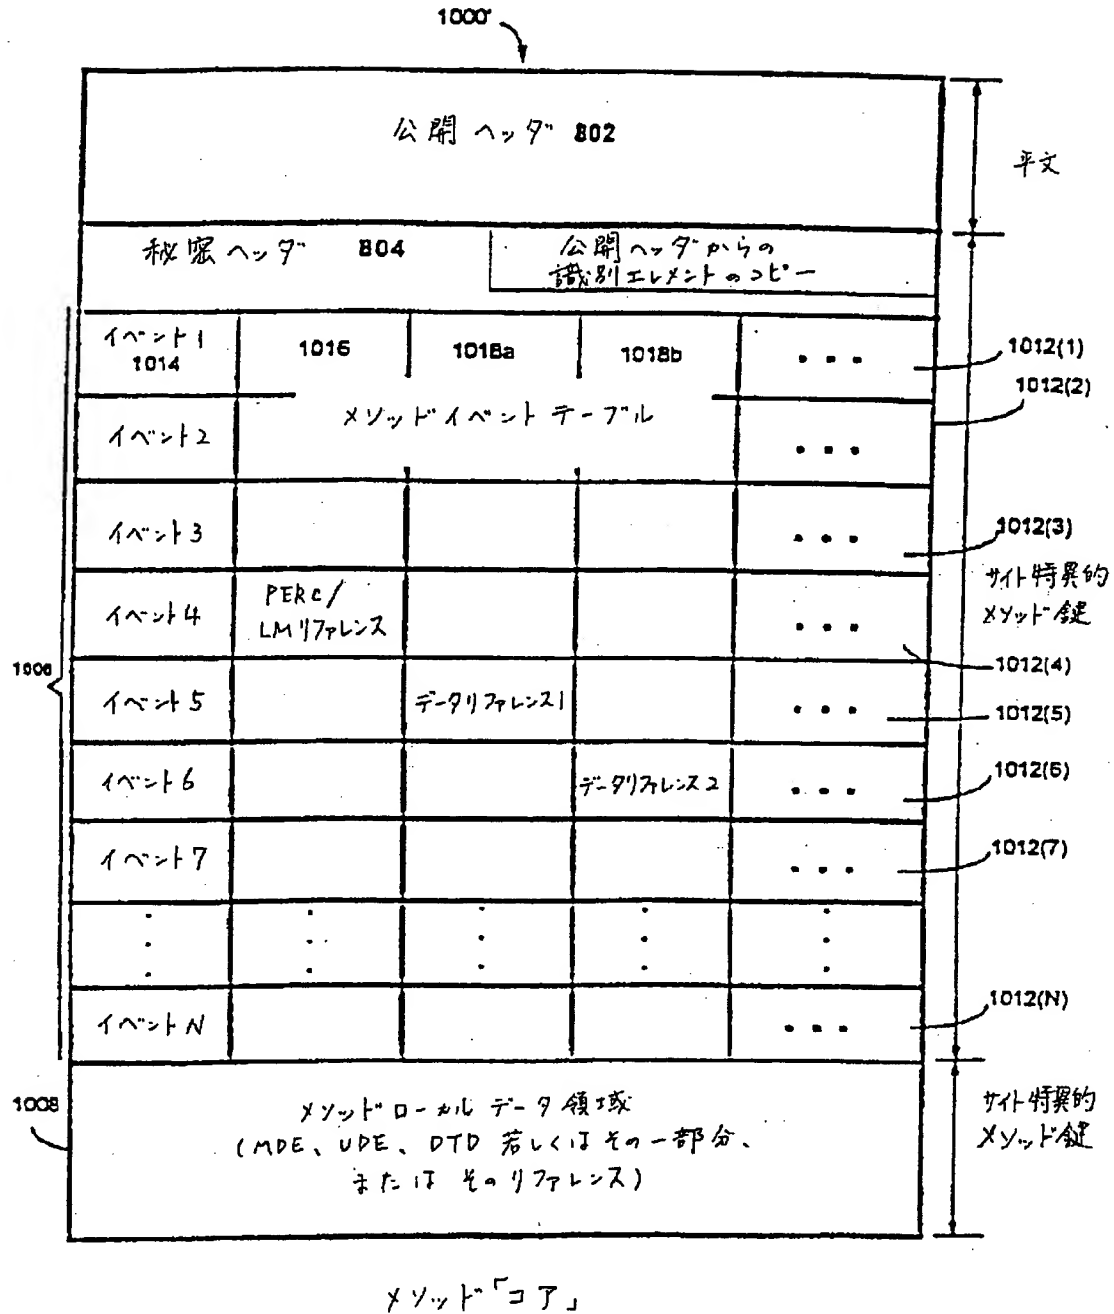 1000'
公開ヘッダ 802
平文
秘密ヘッダ 804
公開ヘッダからの
識別エレメントのコピー
イベント1
1014
1016
1018a
1018b
...
1012(1)
1012(2)
メソッドイベントテーブル
イベント2
...
イベント3
...
1012(3)
サイト特異的
メソッド鍵
イベント4
PERC/
LMリファレンス
...
1012(4)
1006
イベント5
データリファレンス1
...
1012(5)
イベント6
データリファレンス2
...
1012(6)
イベント7
...
1012(7)
イベントN
...
1012(N)
1008
メソッドローカルデータ領域
(MDE、UDE、DTD 若しくはその一部分、
またはそのリファレンス)
サイト特異的
メソッド鍵
メソッド「コア」